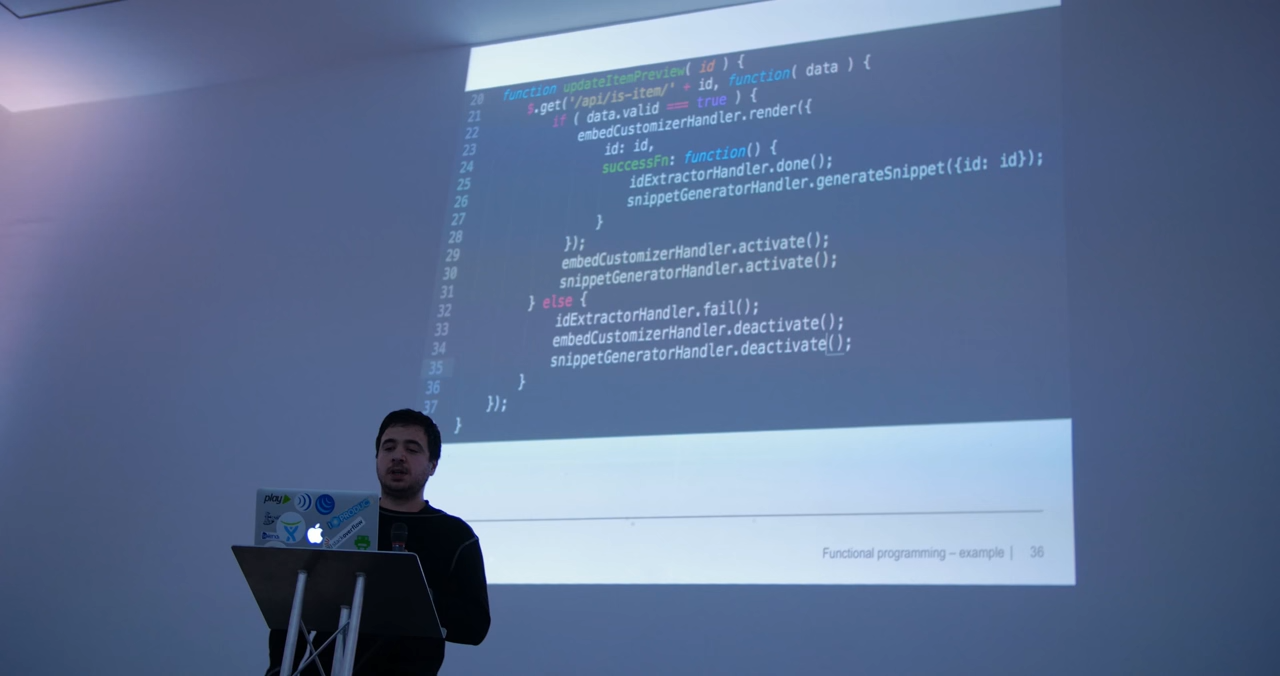 20 function updateItemPreview( id ) {
21 $.get('/api/is-item/' + id, function( data ) {
22 if ( data.valid === true ) {
23 embedCustomizerHandler.render({
24 id: id,
25 successFn: function() {
26 idExtractorHandler.done();
27 snippetGeneratorHandler.generateSnippet({id: id});
28 }
29 });
30 embedCustomizerHandler.activate();
31 snippetGeneratorHandler.activate();
32 } else {
33 idExtractorHandler.fail();
34 embedCustomizerHandler.deactivate();
35 snippetGeneratorHandler.deactivate();
36 }
37 });
}
Functional programming – example | 36
play
stackoverflow